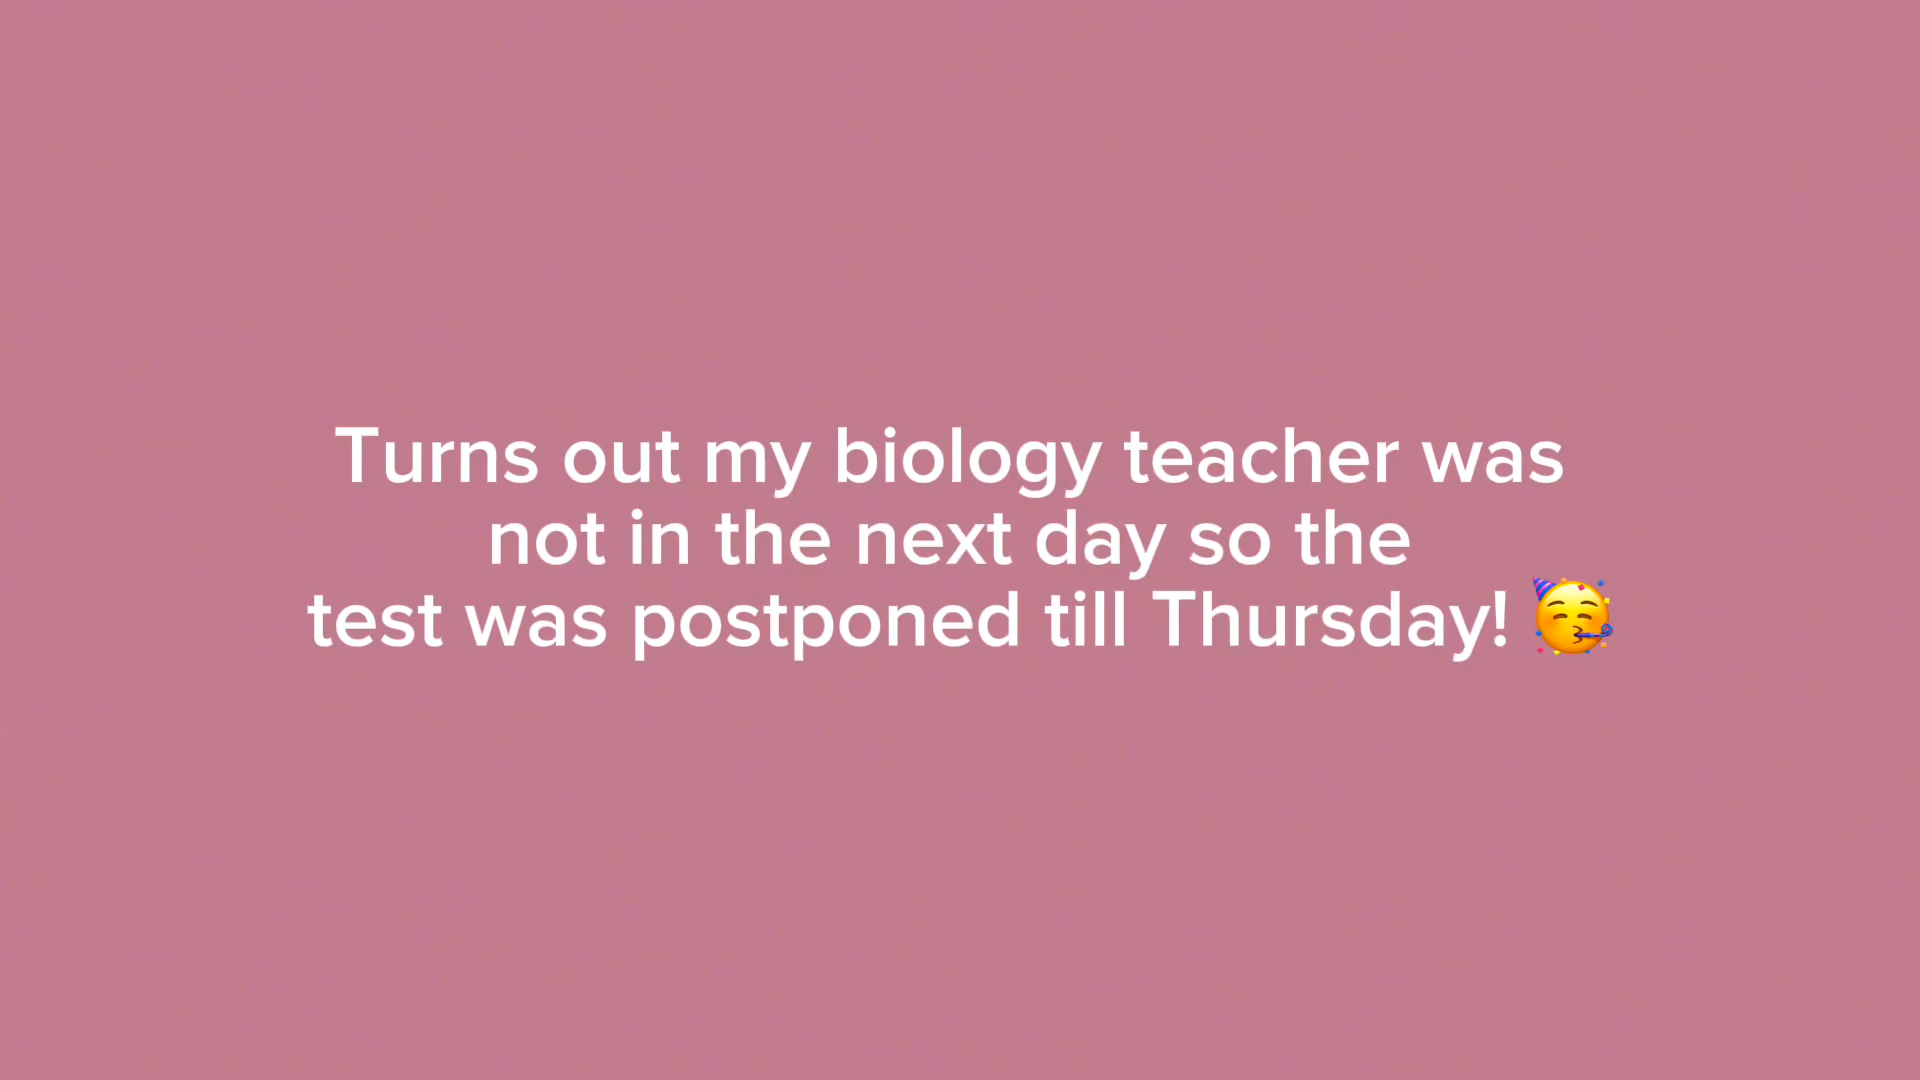 Turns out my biology teacher was
not in the next day so the
test was postponed till Thursday! 🥳